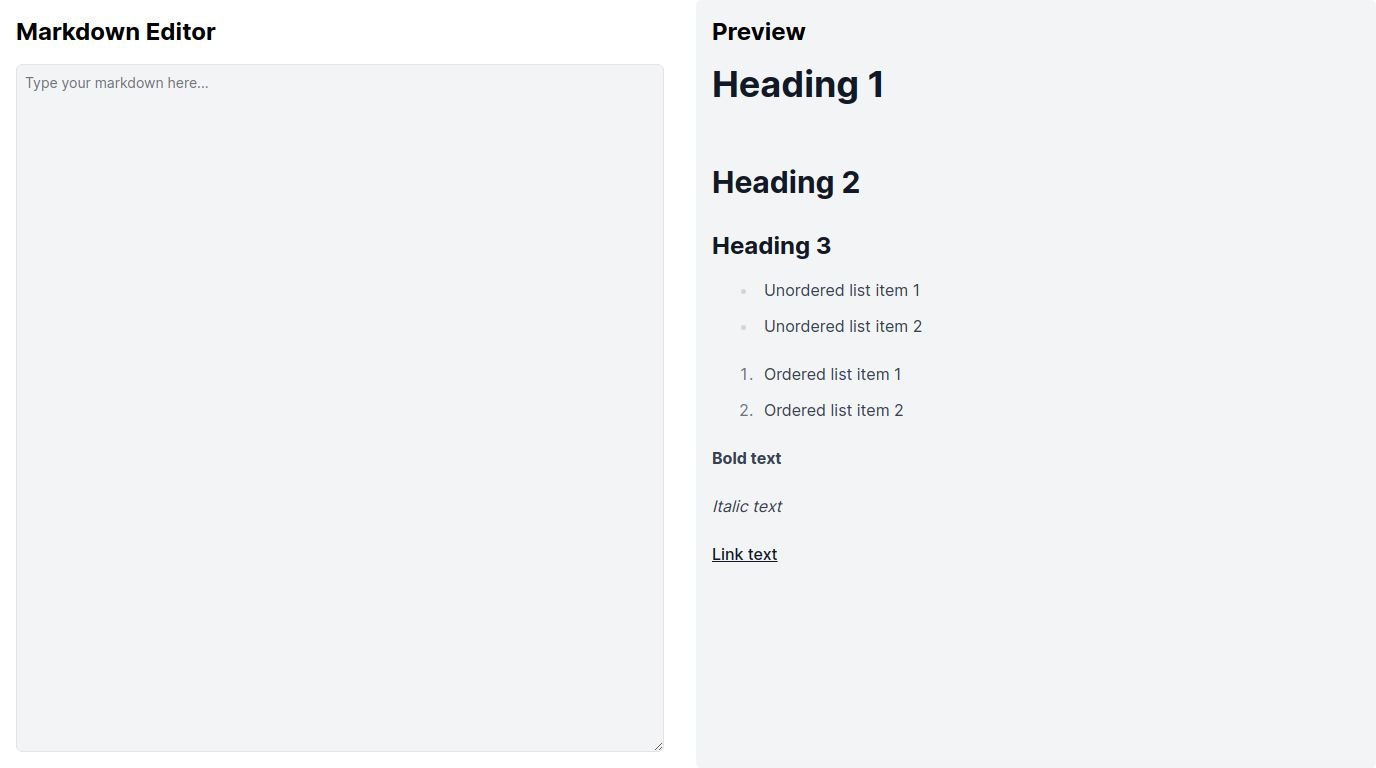 Markdown Editor
Type your markdown here...
Preview
Heading 1
Heading 2
Heading 3
Unordered list item 1
Unordered list item 2
1. Ordered list item 1
2. Ordered list item 2
Bold text
Italic text
Link text